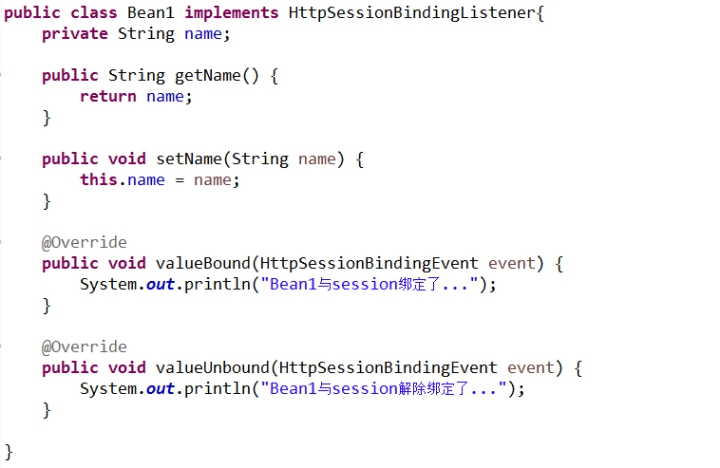 public class Bean1 implements HttpSessionBindingListener{
    private String name;
    public String getName() {
        return name;
    }
    public void setName(String name) {
        this.name = name;
    }
    @Override
    public void valueBound(HttpSessionBindingEvent event) {
        System.out.println("Bean1与session绑定了...");
    }
    @Override
    public void valueUnbound(HttpSessionBindingEvent event) {
        System.out.println("Bean1与session解除绑定了...");
    }
}